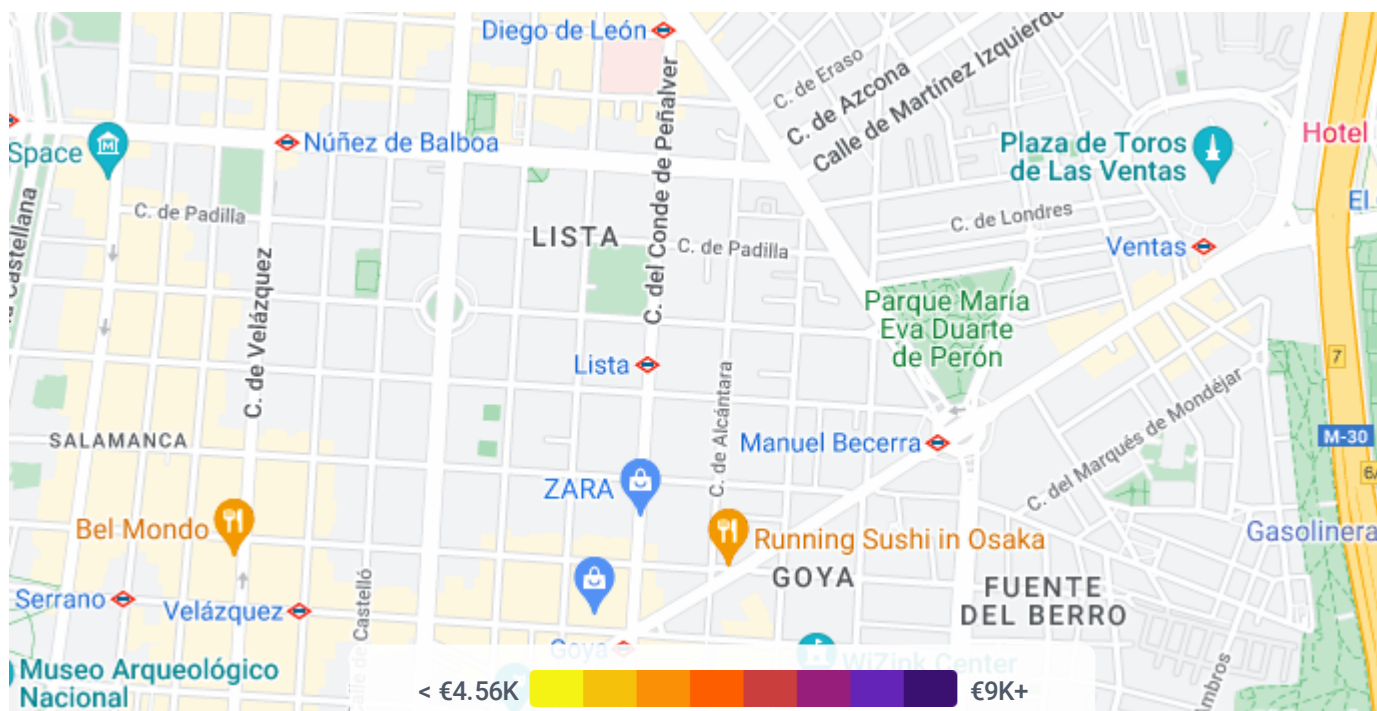 Diego de León
C. de Eraso
C. de Azcona
Calle de Martínez Izquierdo
Hotel
Space
Núñez de Balboa
C. del Conde de Peñalver
Plaza de Toros
de Las Ventas
El
C. de Padilla
Castellana
LISTA
C. de Padilla
C. de Londres
Ventas
C. de Velázquez
Parque María
Eva Duarte
de Perón
Lista
7
C. de Alcántara
C. del Marqués de Mondéjar
M-30
SALAMANCA
Manuel Becerra
ZARA
Bel Mondo
Running Sushi in Osaka
Gasolinera
GOYA
FUENTE
DEL BERRO
Serrano
Velázquez
Goya
Calle de Castelló
WiZink Center
Museo Arqueológico
Nacional
< €4.56K
€9K+